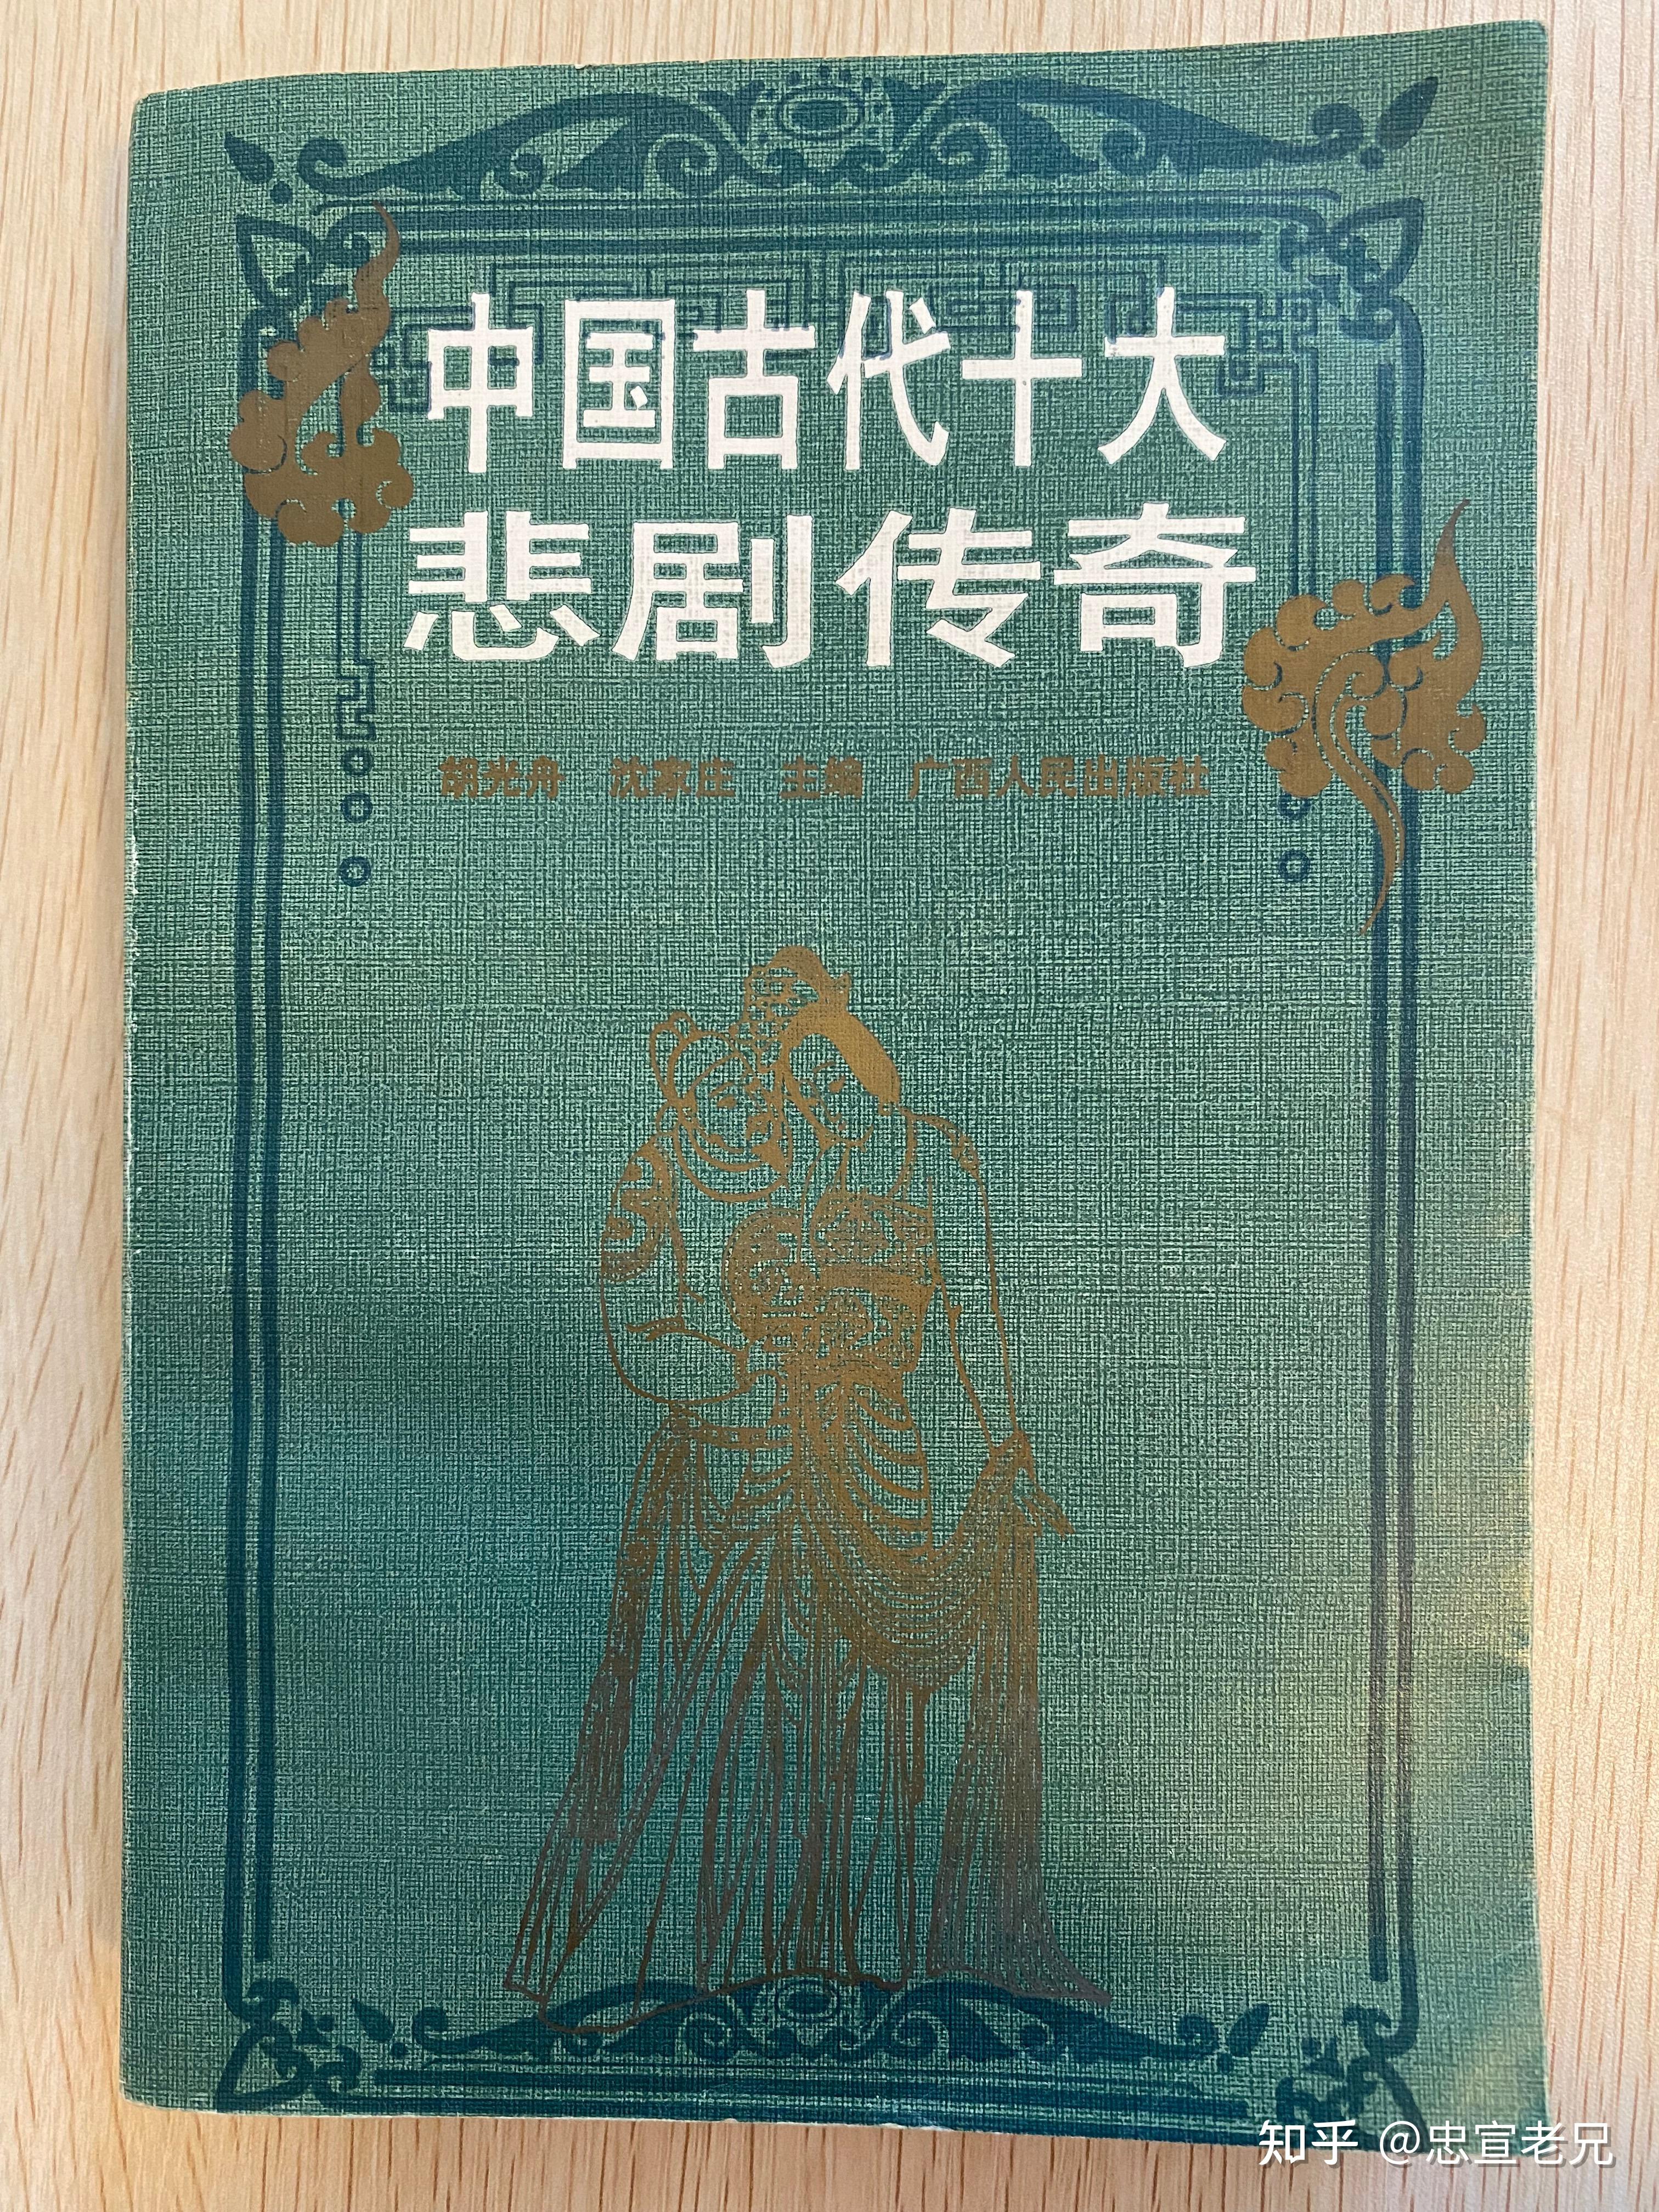 中国古代十大
悲剧传奇
胡光舟 沈家庄 主编 广西人民出版社
知乎 @忠宣老兄